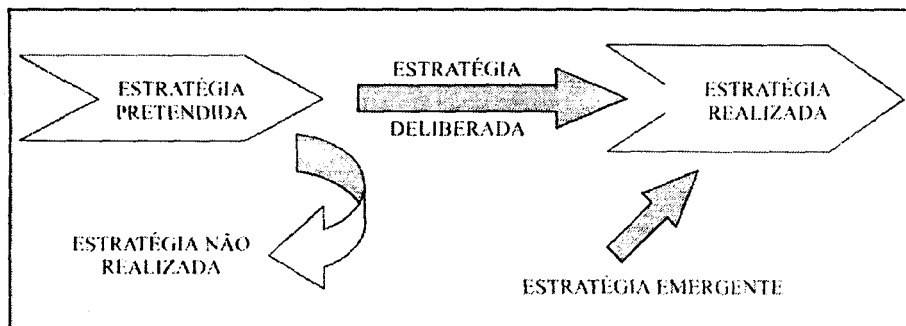 ESTRATÉGIA
PRETENDIDA
ESTRATÉGIA
DELIBERADA
ESTRATÉGIA
REALIZADA
ESTRATÉGIA NÃO
REALIZADA
ESTRATÉGIA EMERGENTE